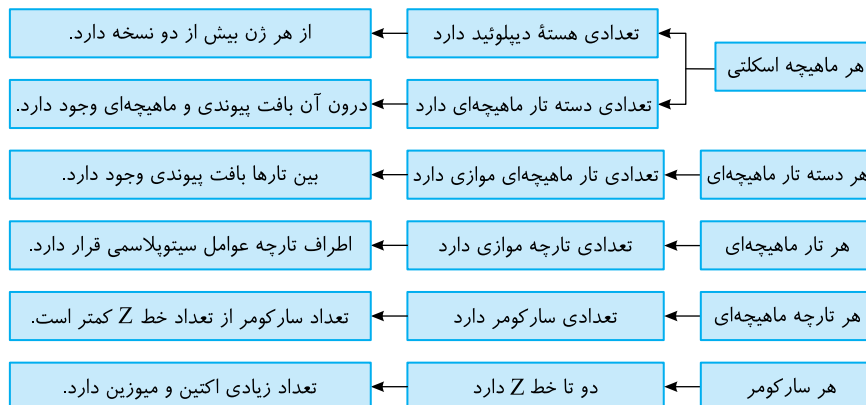 هر ماهیچه اسکلتی
تعدادی هستهٔ دیپلوئید دارد
از هر ژن بیش از دو نسخه دارد.
تعدادی دسته تار ماهیچه‌ای دارد
درون آن بافت پیوندی و ماهیچه‌ای وجود دارد.
هر دسته تار ماهیچه‌ای
تعدادی تار ماهیچه‌ای موازی دارد
بین تارها بافت پیوندی وجود دارد.
هر تار ماهیچه‌ای
تعدادی تارچه موازی دارد
اطراف تارچه عوامل سیتوپلاسمی قرار دارد.
هر تارچه ماهیچه‌ای
تعدادی سارکومر دارد
تعداد سارکومر از تعداد خط Z کمتر است.
هر سارکومر
دو تا خط Z دارد
تعداد زیادی اکتین و میوزین دارد.